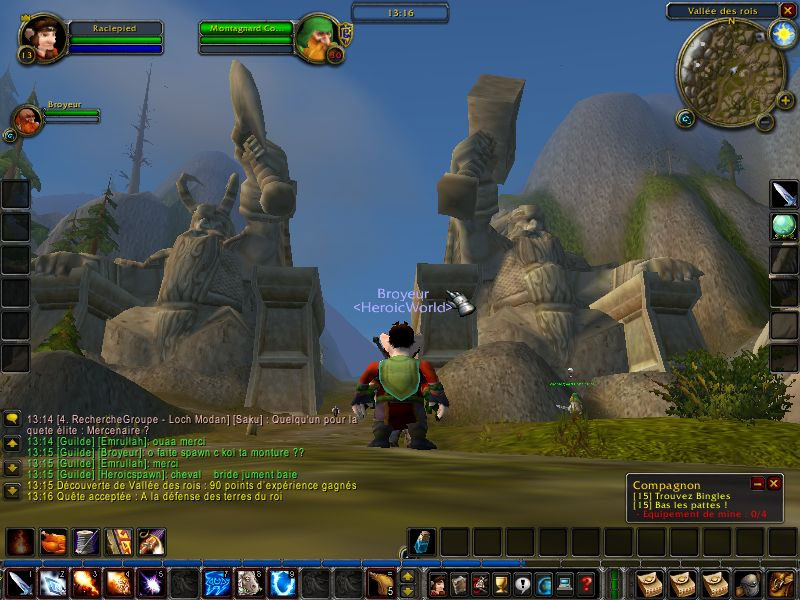 Raclepied
13
Montagnard Co...
13:16
Vallée des rois
N
Broyeur
Broyeur
<HeroicWorld>
13:14 [4. RechercheGroupe - Loch Modan] [Saku] : Quelqu'un pour la
quete élite : Mercenaire ?
13:14 [Guilde] [Emrullah]: ouaa merci
13:15 [Guilde] [Broyeur]: o faite spawn c koi ta monture ??
13:15 [Guilde] [Emrullah]: merci
13:15 [Guilde] [Heroicspawn]: cheval bride jument baie
13:15 Découverte de Vallée des rois : 90 points d'expérience gagnés
13:16 Quête acceptée : A la défense des terres du roi
Compagnon
[15] Trouvez Bingles
[15] Bas les pattes !
- Equipement de mine : 0/4
5